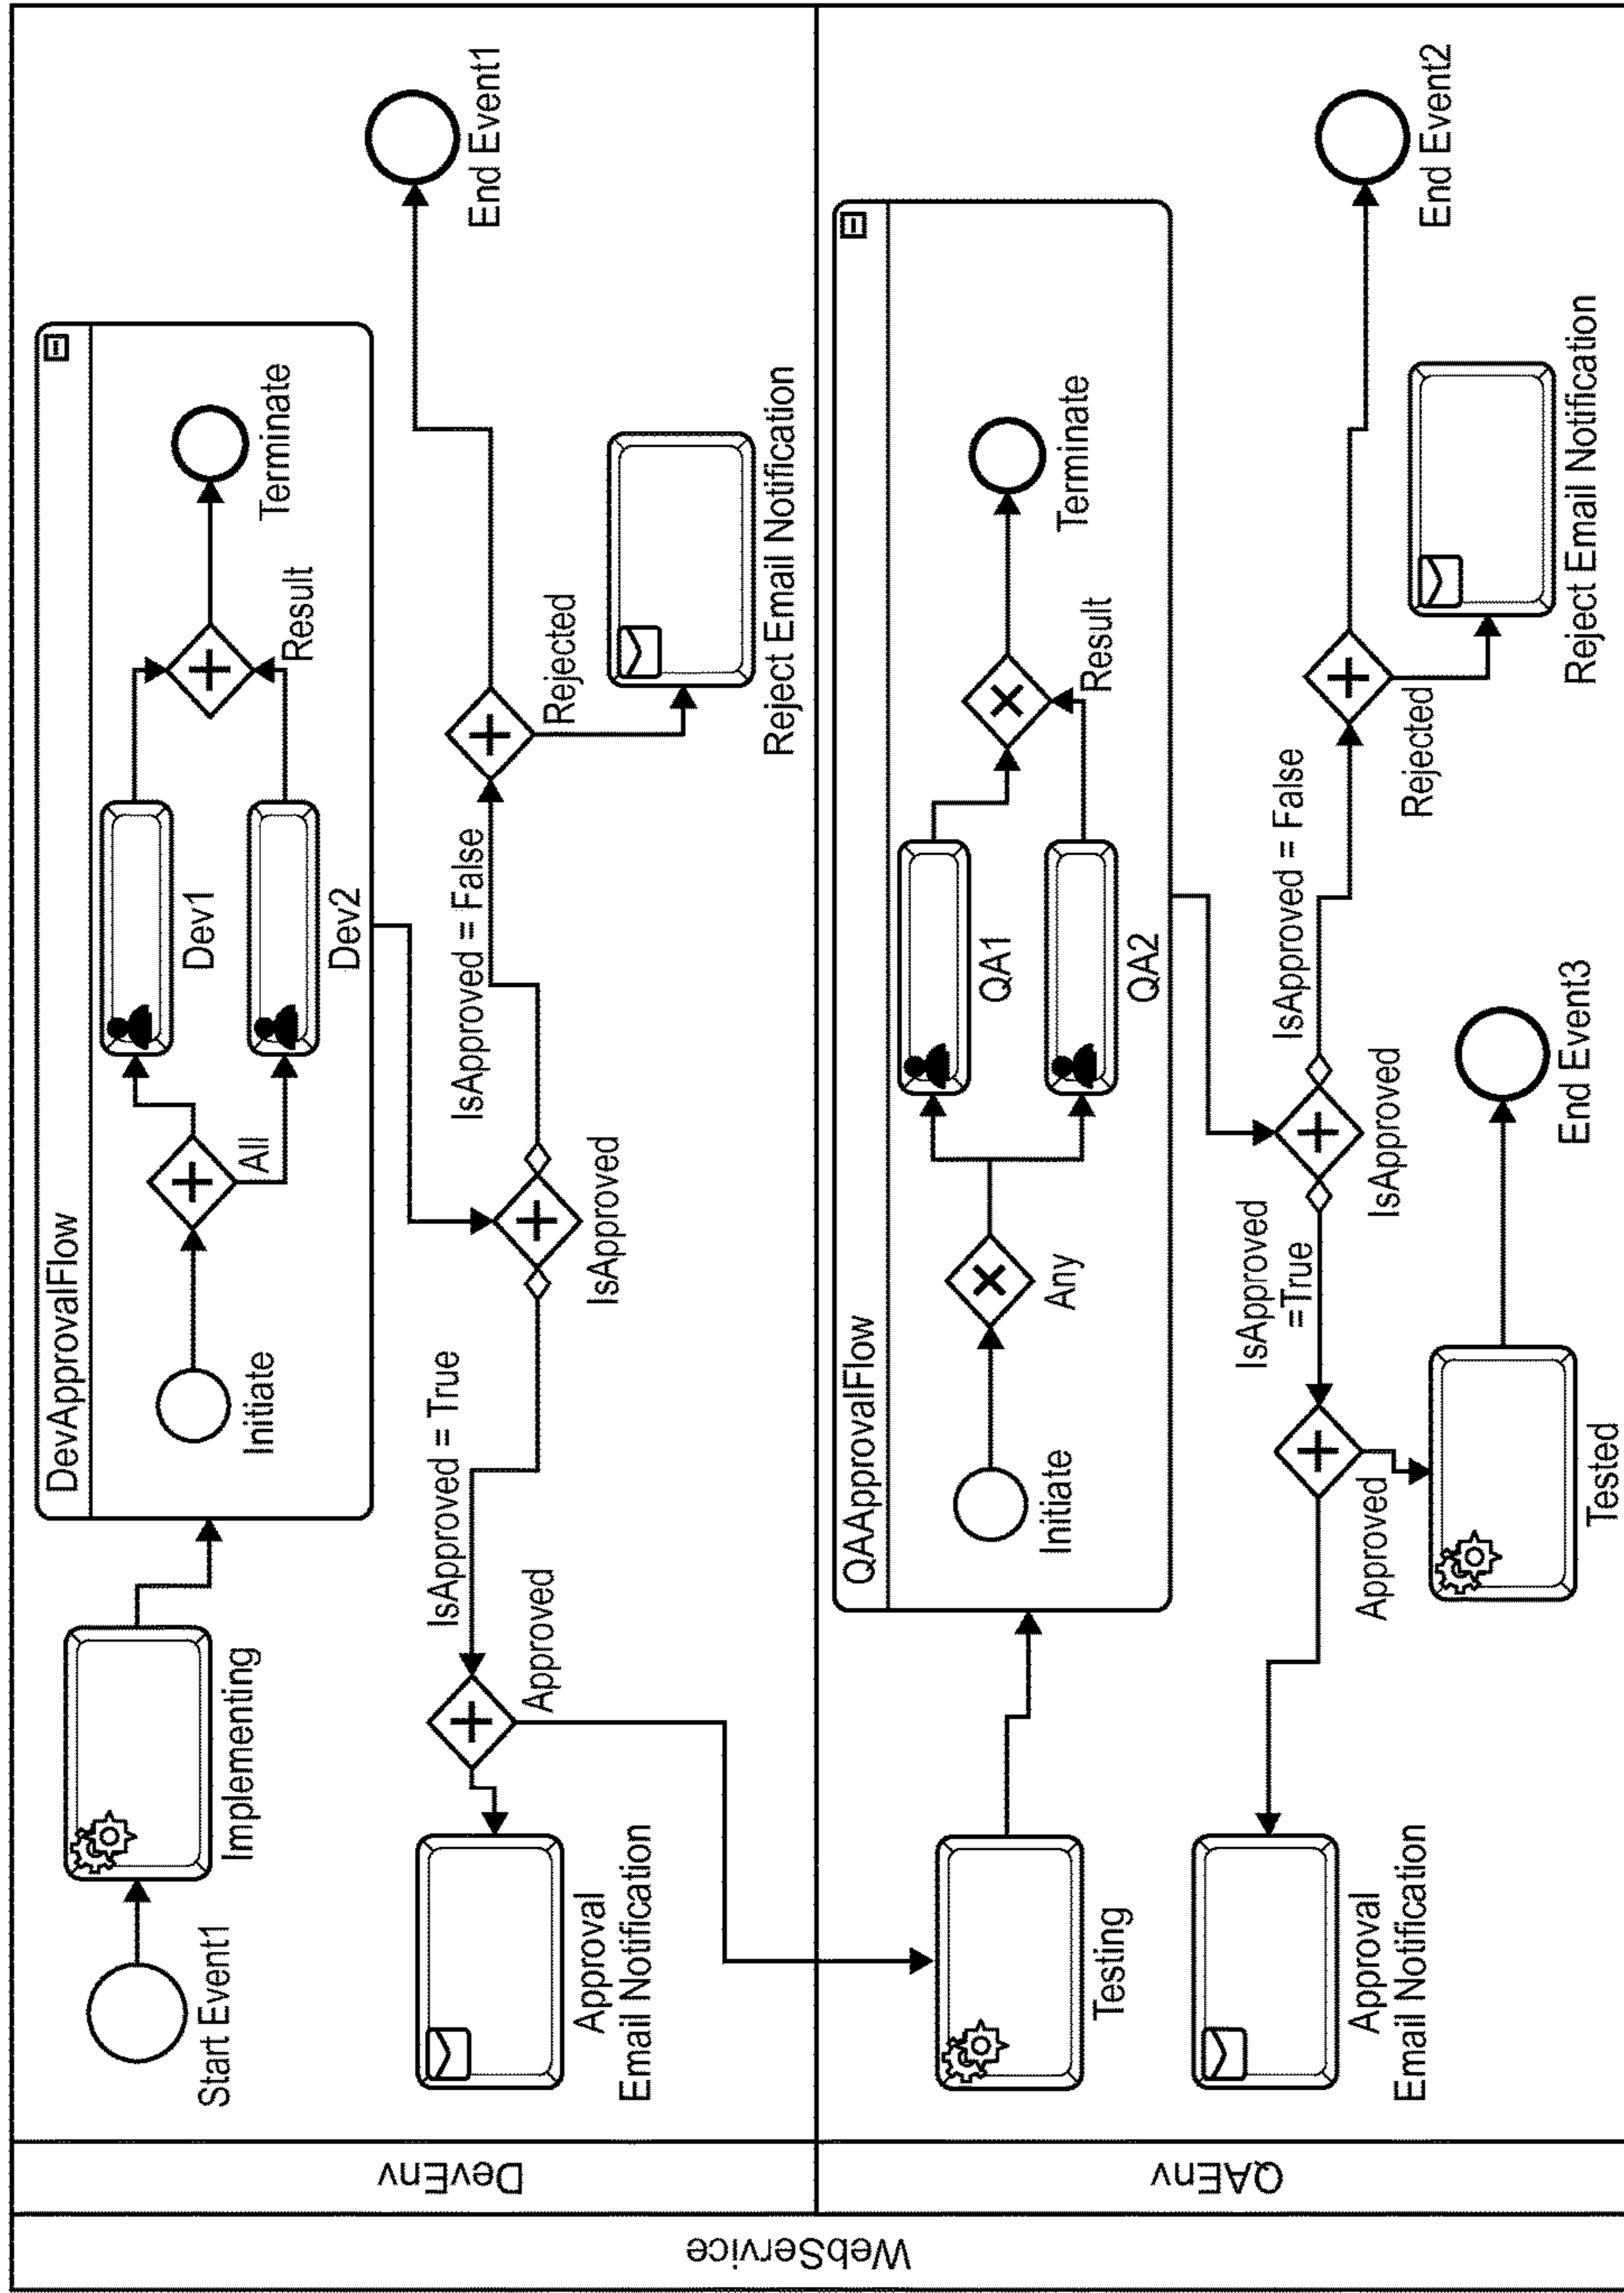 WebService
DevEnv
Start Event1
Implementing
DevApprovalFlow
Initiate
All
Dev1
Dev2
Result
Terminate
IsApproved = True
Approved
Approval
Email Notification
IsApproved
IsApproved = False
Rejected
Reject Email Notification
End Event1
QAEnv
Testing
QAApprovalFlow
Initiate
Any
QA1
QA2
Result
Terminate
Approval
Email Notification
Approved
IsApproved
=True
IsApproved
IsApproved = False
Rejected
Reject Email Notification
End Event2
Tested
End Event3